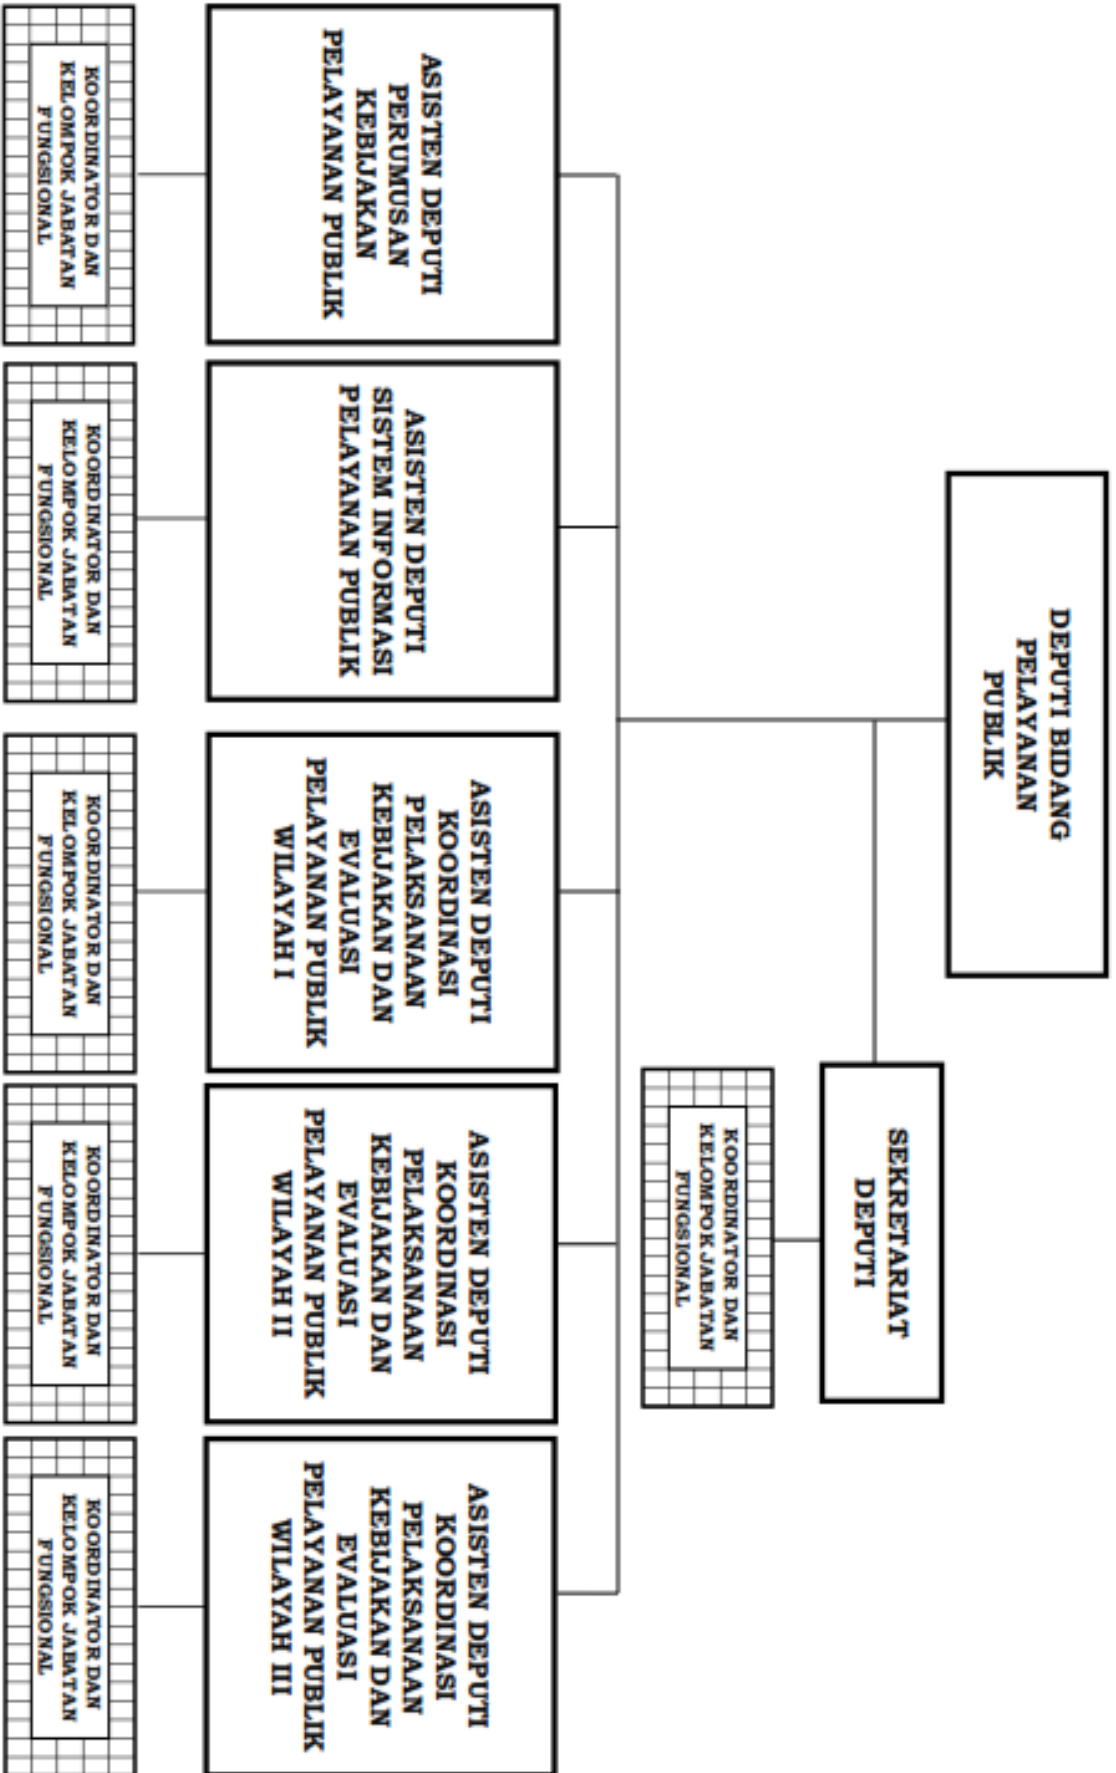 DEPUTI BIDANG
PELAYANAN
PUBLIK
SEKRETARIAT
DEPUTI
KOORDINATOR DAN
KELOMPOK JABATAN
FUNGSIONAL
ASISTEN DEPUTI
PERUMUSAN
KEBIJAKAN
PELAYANAN PUBLIK
ASISTEN DEPUTI
SISTEM INFORMASI
PELAYANAN PUBLIK
ASISTEN DEPUTI
KOORDINASI
PELAKSANAAN
KEBIJAKAN DAN
EVALUASI
PELAYANAN PUBLIK
WILAYAH I
ASISTEN DEPUTI
KOORDINASI
PELAKSANAAN
KEBIJAKAN DAN
EVALUASI
PELAYANAN PUBLIK
WILAYAH II
ASISTEN DEPUTI
KOORDINASI
PELAKSANAAN
KEBIJAKAN DAN
EVALUASI
PELAYANAN PUBLIK
WILAYAH III
KOORDINATOR DAN
KELOMPOK JABATAN
FUNGSIONAL
KOORDINATOR DAN
KELOMPOK JABATAN
FUNGSIONAL
KOORDINATOR DAN
KELOMPOK JABATAN
FUNGSIONAL
KOORDINATOR DAN
KELOMPOK JABATAN
FUNGSIONAL
KOORDINATOR DAN
KELOMPOK JABATAN
FUNGSIONAL